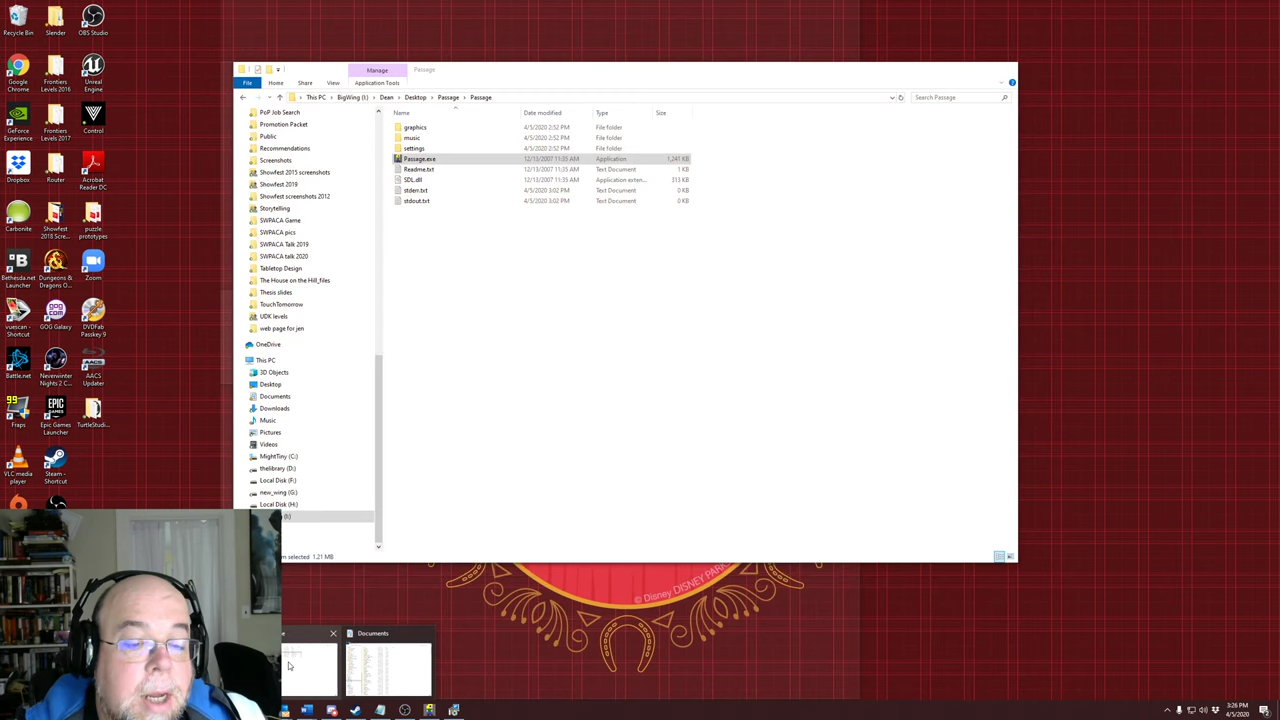 Recycle Bin
Slender
OBS Studio
Google Chrome
Frontiers Levels 2016
Unreal Engine
GeForce Experience
Frontiers Levels 2017
Control
Dropbox
Router
Acrobat Reader DC
Carbonite
Showfest 2018 Scre...
puzzle prototypes
Bethesda.net Launcher
Dungeons & Dragons O...
Zoom
vuescan - Shortcut
GOG Galaxy
DVDFab Passkey 9
Battle.net
Neverwinter Nights 2 C...
AACS Updater
99
Fraps
Epic Games Launcher
TurtleStudi...
VLC media player
Steam - Shortcut
Manage
Passage
File
Home
Share
View
Application Tools
This PC > BigWing (I:) > Dean > Desktop > Passage > Passage
Search Passage
PoP Job Search
Promotion Packet
Public
Recommendations
Screenshots
Showfest 2015 screenshots
Showfest 2019
Showfest screenshots 2012
Storytelling
SWPACA Game
SWPACA pics
SWPACA Talk 2019
SWPACA talk 2020
Tabletop Design
The House on the Hill_files
Thesis slides
TouchTomorrow
UDK levels
web page for jen
OneDrive
This PC
3D Objects
Desktop
Documents
Downloads
Music
Pictures
Videos
MightTiny (C:)
thelibrary (D:)
Local Disk (F:)
new_wing (G:)
Local Disk (H:)
(I:)
Name Date modified Type Size
graphics 4/5/2020 2:52 PM File folder
music 4/5/2020 2:52 PM File folder
settings 4/5/2020 2:52 PM File folder
Passage.exe 12/13/2007 11:35 AM Application 1,241 KB
Readme.txt 12/13/2007 11:35 AM Text Document 1 KB
SDL.dll 12/13/2007 11:35 AM Application exten... 313 KB
stderr.txt 4/5/2020 3:02 PM Text Document 0 KB
stdout.txt 4/5/2020 3:02 PM Text Document 0 KB
selected 1.21 MB
© Disney DISNEY PARK
Documents
3:26 PM
4/5/2020